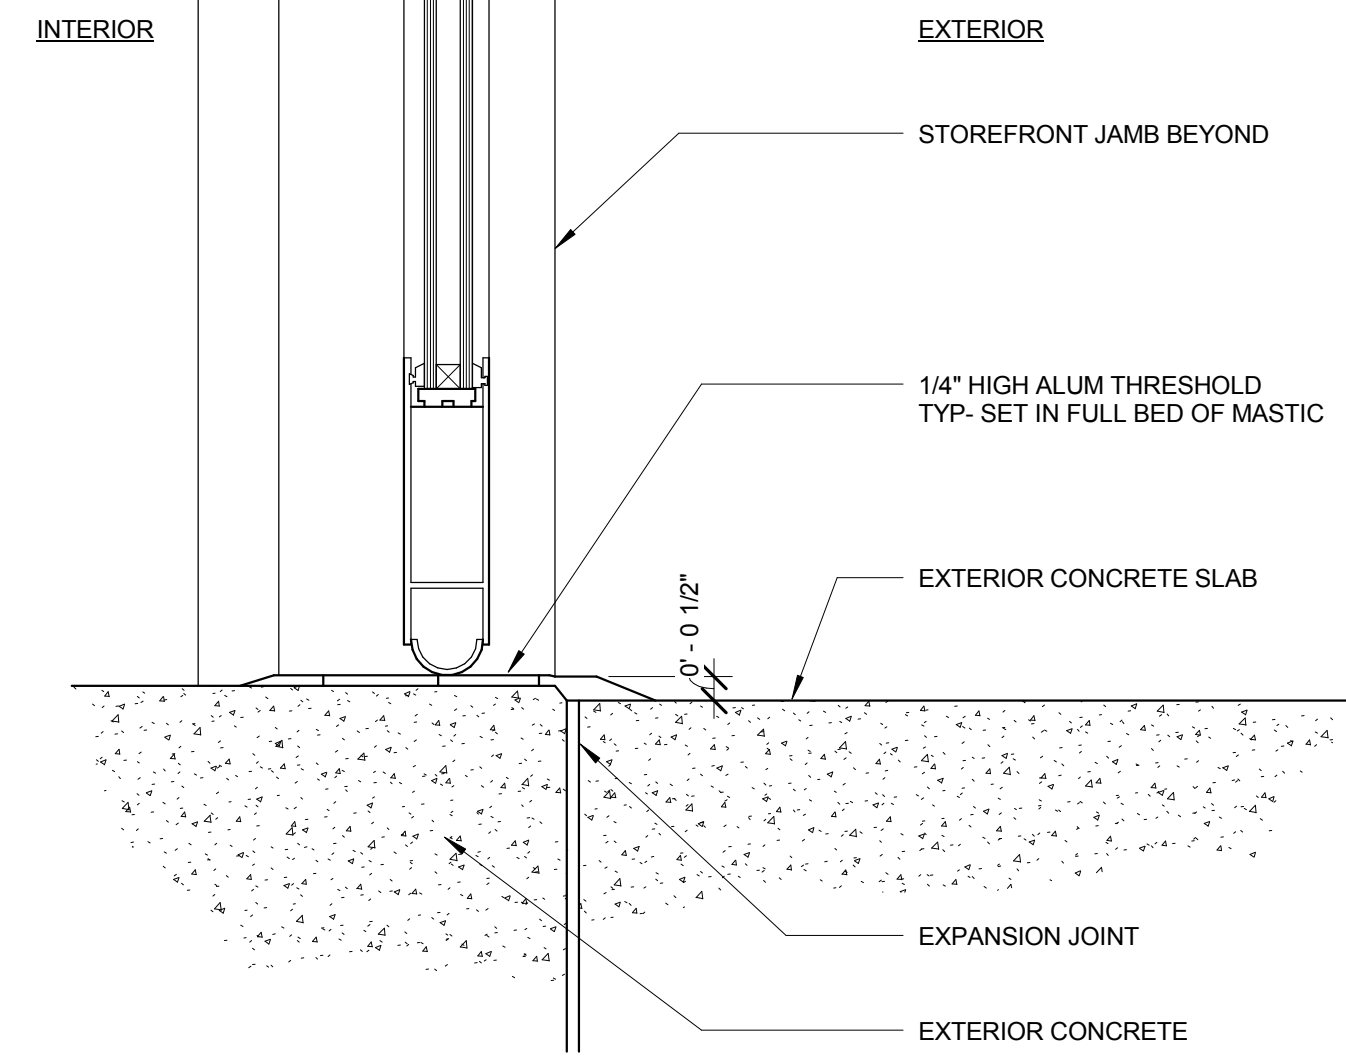 INTERIOR
EXTERIOR
STOREFRONT JAMB BEYOND
1/4" HIGH ALUM THRESHOLD
TYP- SET IN FULL BED OF MASTIC
0' - 0 1/2"
EXTERIOR CONCRETE SLAB
EXPANSION JOINT
EXTERIOR CONCRETE